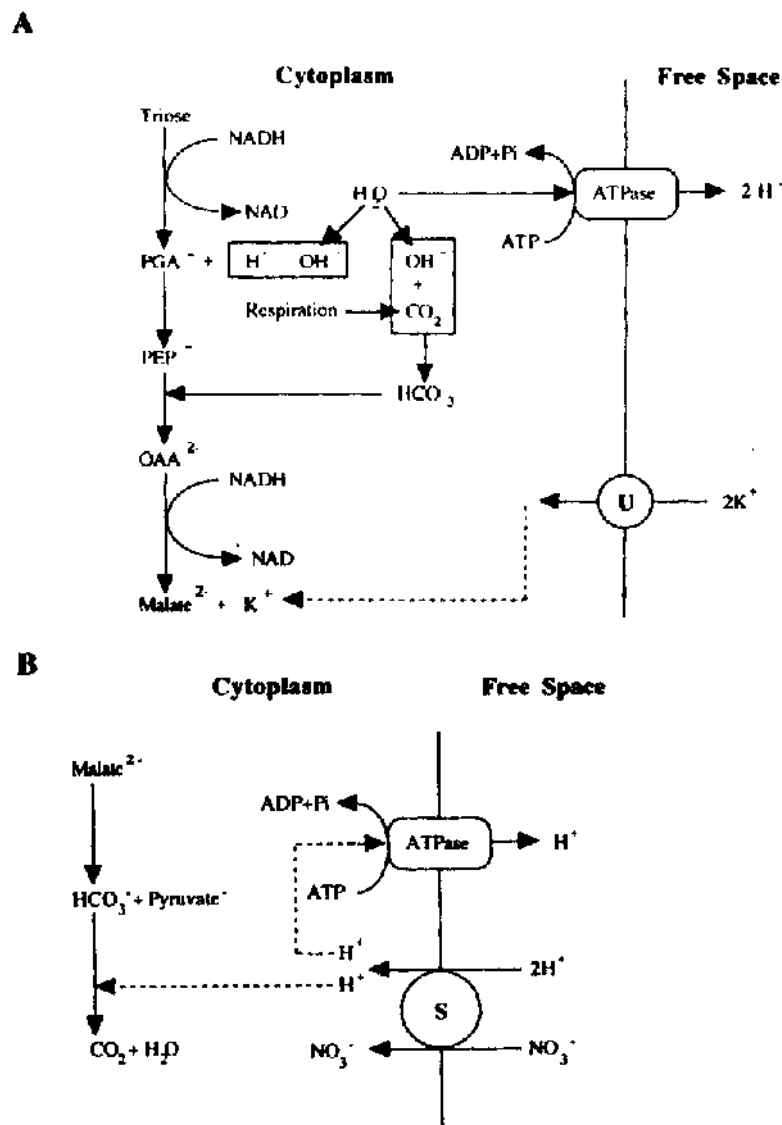 A
Cytoplasm Free Space
Triose
NADH
ADP+Pi
NAD
H₂O
ATPase 2 H⁺
ATP
PGA⁻ + H⁺ OH⁻ OH⁻
+
Respiration CO₂
PEP⁻
HCO₃
OAA²⁻
NADH
U 2K⁺
NAD
Malate²⁻ + K⁺
B
Cytoplasm Free Space
Malate²⁻
ADP+Pi
ATPase H⁺
HCO₃⁻ + Pyruvate⁻ ATP
H⁺
H⁺ 2H⁺
S
CO₂ + H₂O NO₃⁻ NO₃⁻